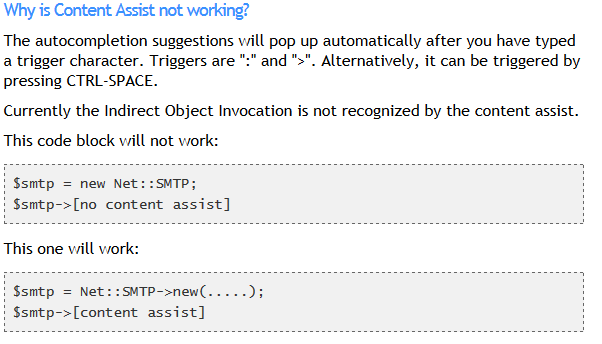 Why is Content Assist not working?
The autocompletion suggestions will pop up automatically after you have typed
a trigger character. Triggers are ":" and ">". Alternatively, it can be triggered by
pressing CTRL-SPACE.
Currently the Indirect Object Invocation is not recognized by the content assist.
This code block will not work:
$smtp = new Net::SMTP;
$smtp->[no content assist]
This one will work:
$smtp = Net::SMTP->new(.....);
$smtp->[content assist]